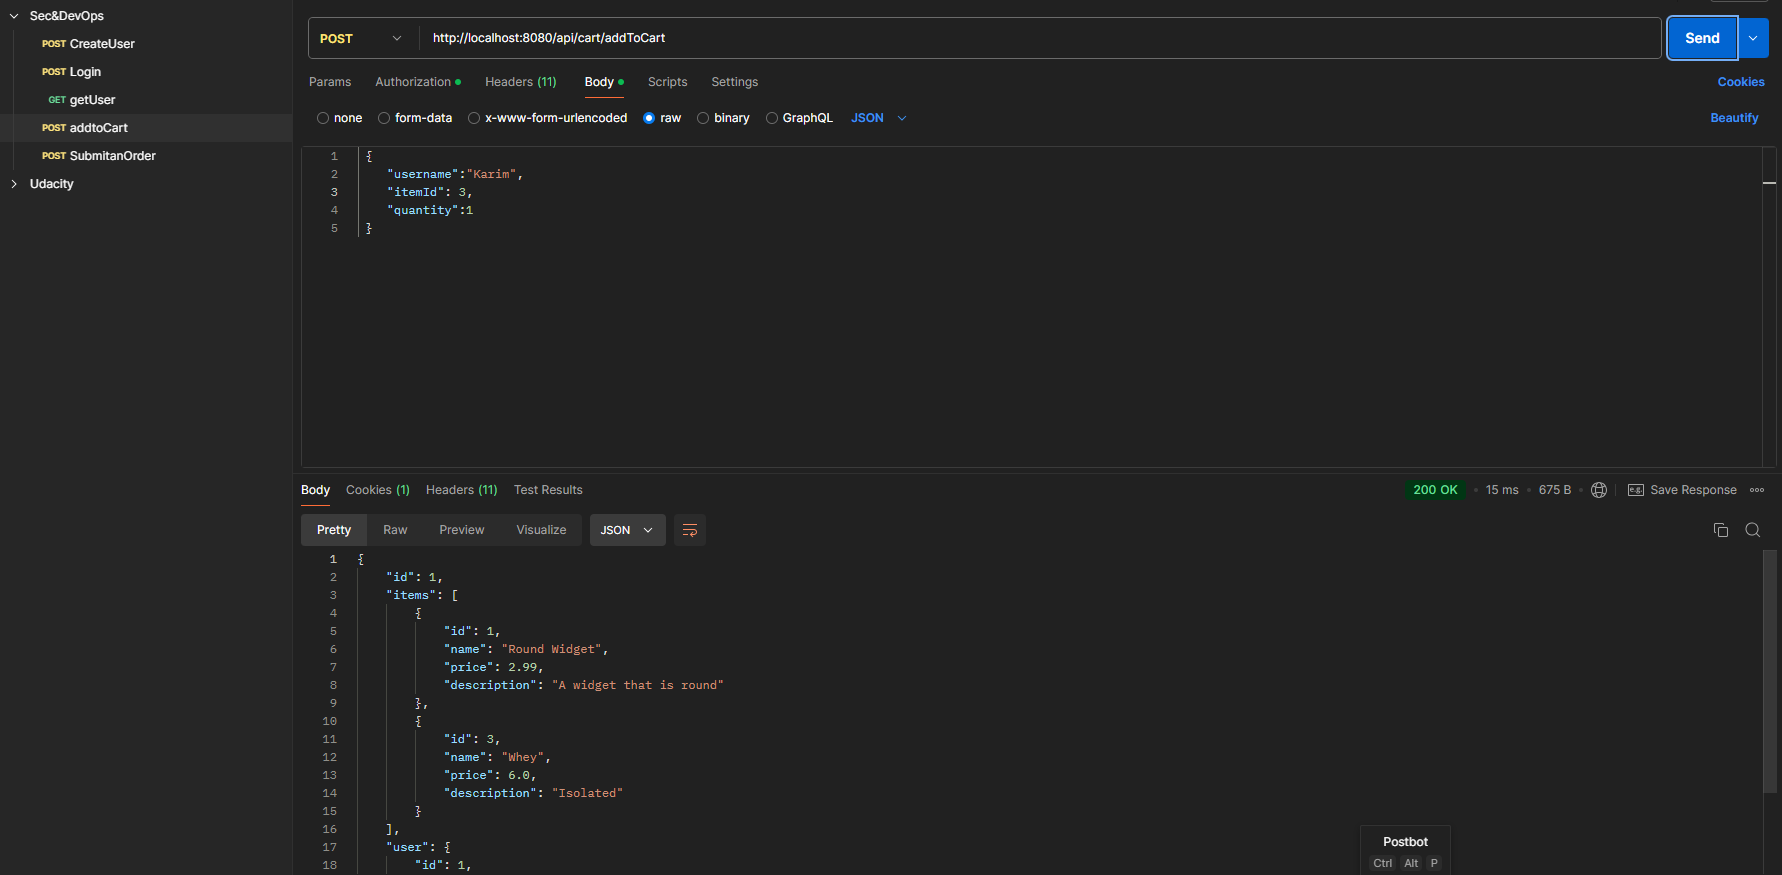 Sec&DevOps
POST CreateUser
POST Login
GET getUser
POST addtoCart
POST SubmitanOrder
Udacity
POST http://localhost:8080/api/cart/addToCart Send
Params Authorization Headers (11) Body Scripts Settings Cookies
none form-data x-www-form-urlencoded raw binary GraphQL JSON Beautify
1 {
2 "username":"Karim",
3 "itemId": 3,
4 "quantity":1
5 }
Body Cookies (1) Headers (11) Test Results 200 OK 15 ms 675 B e.g. Save Response
Pretty Raw Preview Visualize JSON
1 {
2 "id": 1,
3 "items": [
4 {
5 "id": 1,
6 "name": "Round Widget",
7 "price": 2.99,
8 "description": "A widget that is round"
9 },
10 {
11 "id": 3,
12 "name": "Whey",
13 "price": 6.0,
14 "description": "Isolated"
15 }
16 ],
17 "user": {
18 "id": 1,
Postbot
Ctrl Alt P